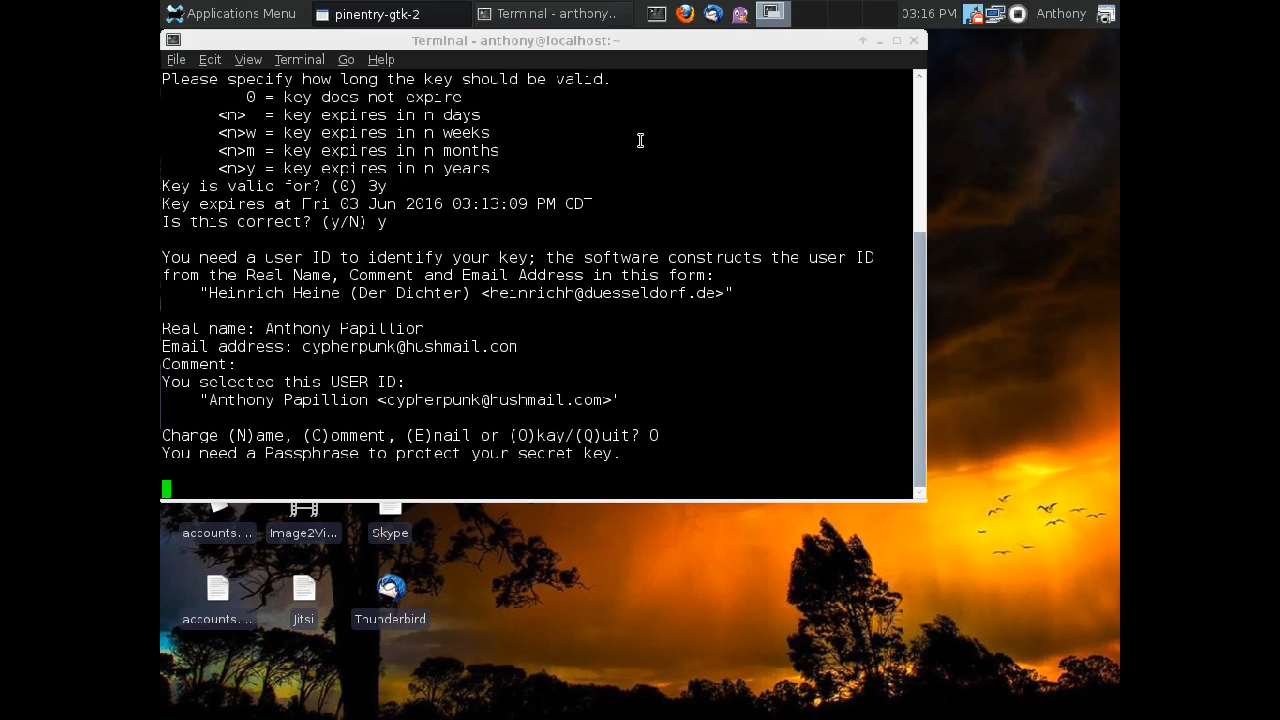 Applications Menu
pinentry-gtk-2
Terminal - anthony...
03:16 PM
Anthony
Terminal - anthony@localhost:~
File Edit View Terminal Go Help
Please specify how long the key should be valid.
0 = key does not expire
<n>  = key expires in n days
<n>w = key expires in n weeks
<n>m = key expires in n months
<n>y = key expires in n years
Key is valid for? (0) 3y
Key expires at Fri 03 Jun 2016 03:13:09 PM CDT
Is this correct? (y/N) y
You need a user ID to identify your key; the software constructs the user ID
from the Real Name, Comment and Email Address in this form:
"Heinrich Heine (Der Dichter) <heinrichh@duesseldorf.de>"
Real name: Anthony Papillion
Email address: cypherpunk@hushmail.com
Comment:
You selected this USER ID:
"Anthony Papillion <cypherpunk@hushmail.com>"
Change (N)ame, (C)omment, (E)mail or (O)kay/(Q)uit? O
You need a Passphrase to protect your secret key.
accounts.... Image2Vi... Skype
accounts.... Jitsi Thunderbird